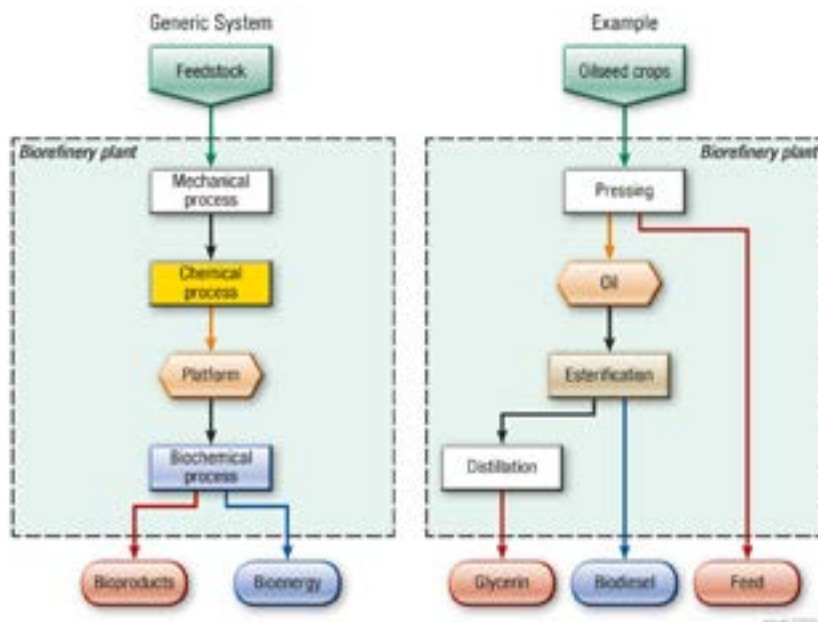 Generic System
Feedstock
Biorefinery plant
Mechanical
process
Chemical
process
Platform
Biochemical
process
Bioproducts
Bioenergy
Example
Oilseed crops
Biorefinery plant
Pressing
Oil
Esterification
Distillation
Glycerin
Biodiesel
Feed